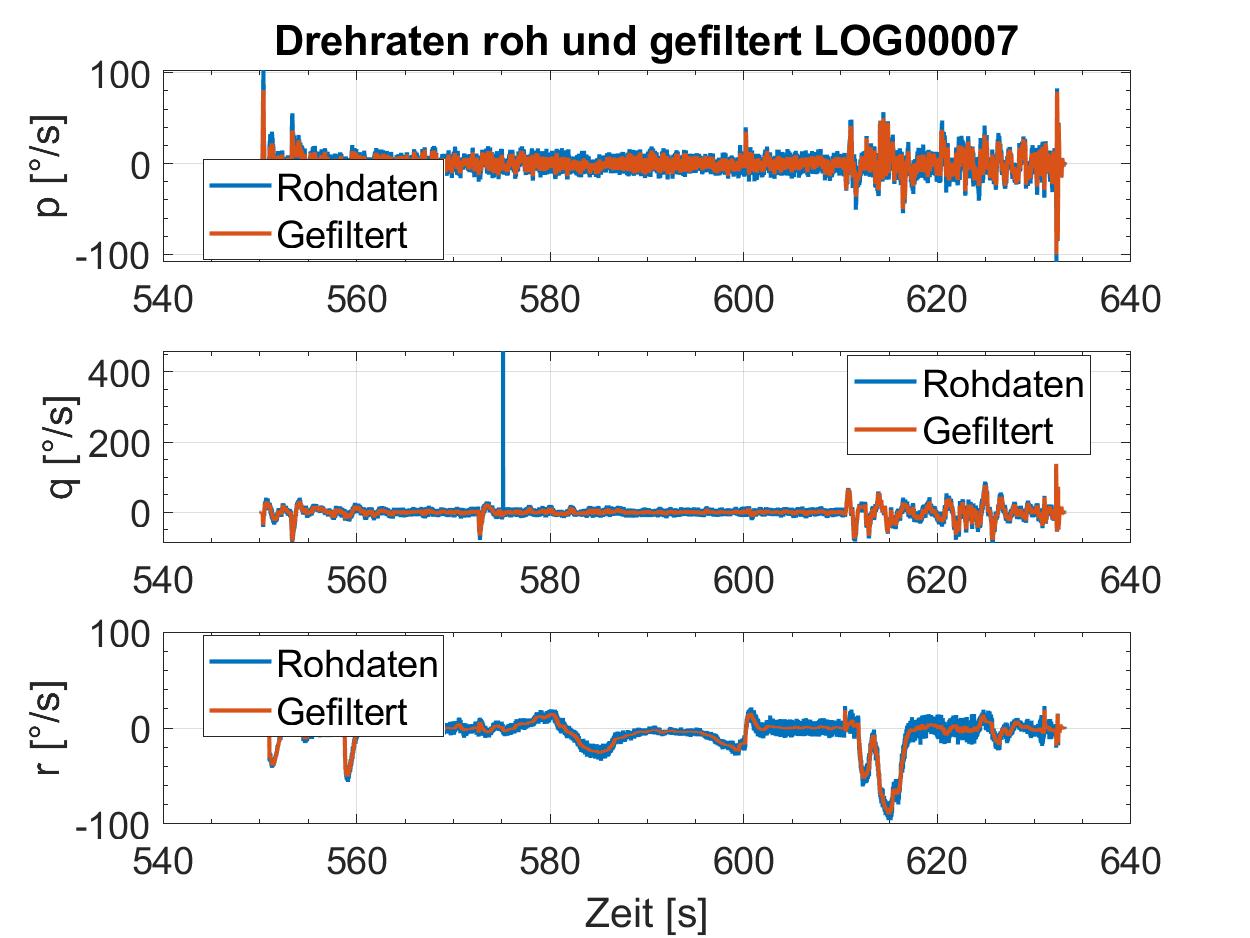 Drehraten roh und gefiltert LOG00007
100
0
-100
p [°/s]
Rohdaten
Gefiltert
540 560 580 600 620 640
400
200
0
q [°/s]
Rohdaten
Gefiltert
540 560 580 600 620 640
100
0
-100
r [°/s]
Rohdaten
Gefiltert
540 560 580 600 620 640
Zeit [s]